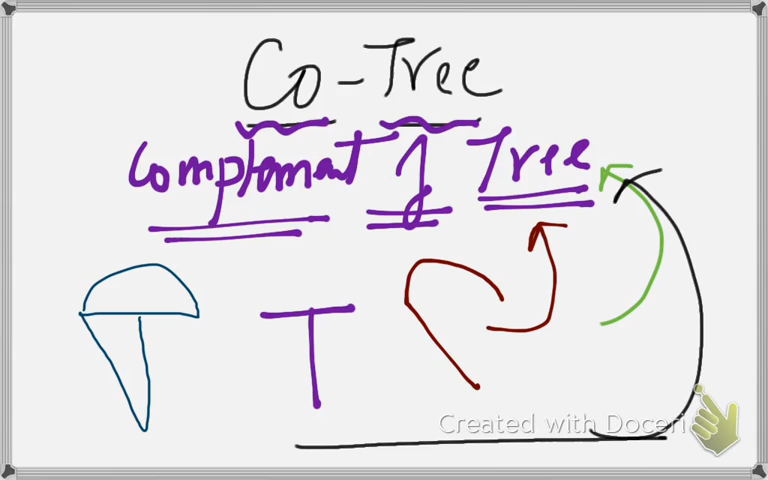 Co-Tree
Complement of Tree
T
Created with Doceri